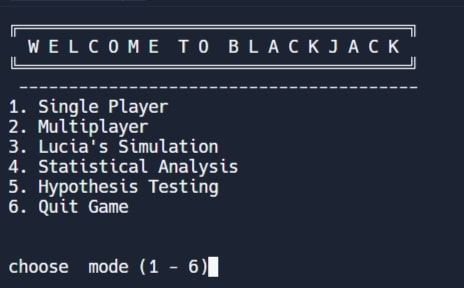 W E L C O M E  T O  B L A C K J A C K
----------------------------------------
1. Single Player
2. Multiplayer
3. Lucia's Simulation
4. Statistical Analysis
5. Hypothesis Testing
6. Quit Game
choose  mode (1 - 6)